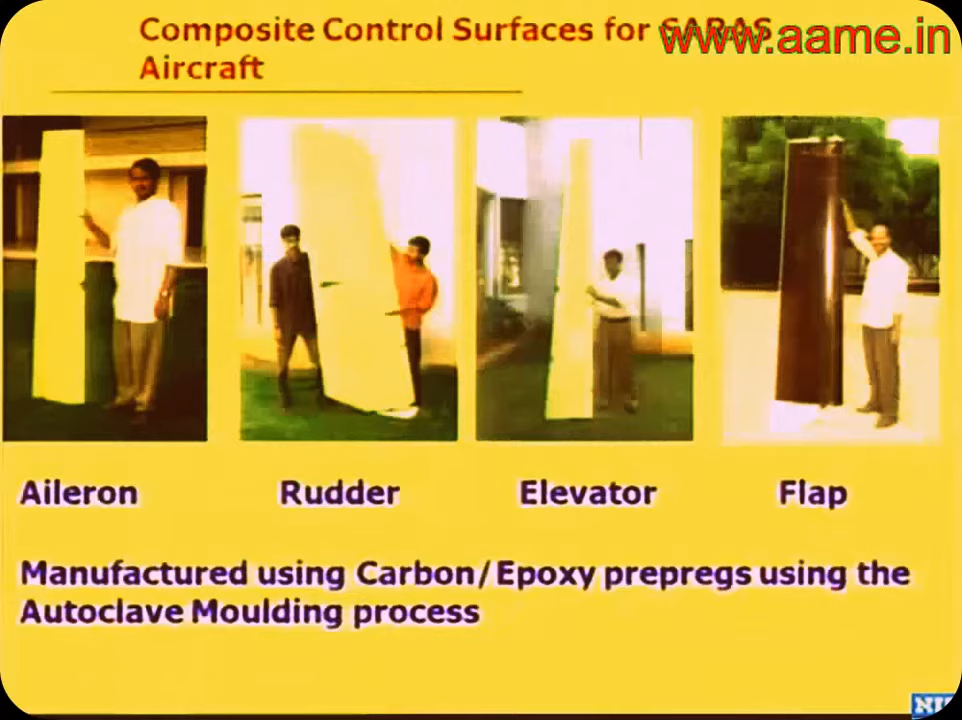 Composite Control Surfaces for SARAS
www.aame.in
Aircraft
Aileron
Rudder
Elevator
Flap
Manufactured using Carbon/Epoxy prepregs using the
Autoclave Moulding process